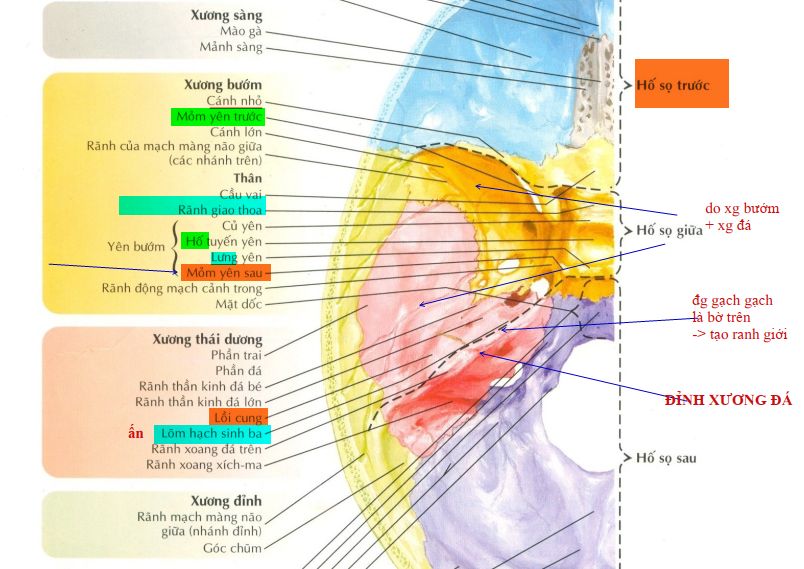 Xương sàng
Mào gà
Mảnh sàng
Xương bướm
Cánh nhỏ
Mỏm yên trước
Cánh lớn
Rãnh của mạch màng não giữa
(các nhánh trên)
Thân
Cầu vai
Rãnh giao thoa
Yên bướm
Củ yên
Hố tuyến yên
Lưng yên
Mỏm yên sau
Rãnh động mạch cảnh trong
Mặt dốc
Xương thái dương
Phần trai
Phần đá
Rãnh thần kinh đá bé
Rãnh thần kinh đá lớn
Lồi cung
ấn
Lõm hạch sinh ba
Rãnh xoang đá trên
Rãnh xoang xích-ma
Xương đỉnh
Rãnh mạch màng não
giữa (nhánh đỉnh)
Góc chũm
Hố sọ trước
do xg bướm
+ xg đá
Hố sọ giữa
đg gạch gạch
là bờ trên
-> tạo ranh giới
ĐỈNH XƯƠNG ĐÁ
Hố sọ sau